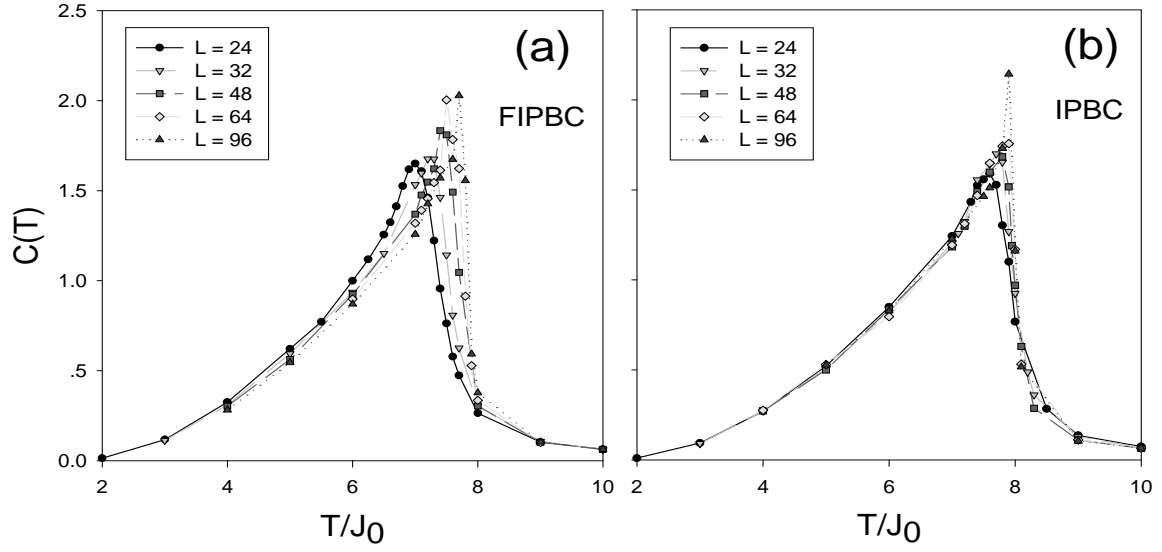 2.5
2.0
1.5
1.0
.5
0.0
C(T)
L = 24
L = 32
L = 48
L = 64
L = 96
(a)
FIPBC
2 4 6 8 10
T/J0
L = 24
L = 32
L = 48
L = 64
L = 96
(b)
IPBC
2 4 6 8 10
T/J0